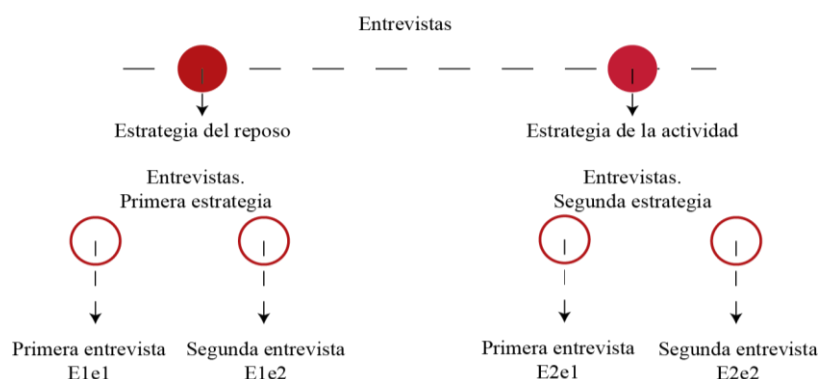 Entrevistas
Estrategia del reposo
Estrategia de la actividad
Entrevistas.
Primera estrategia
Entrevistas.
Segunda estrategia
Primera entrevista
E1e1
Segunda entrevista
E1e2
Primera entrevista
E2e1
Segunda entrevista
E2e2